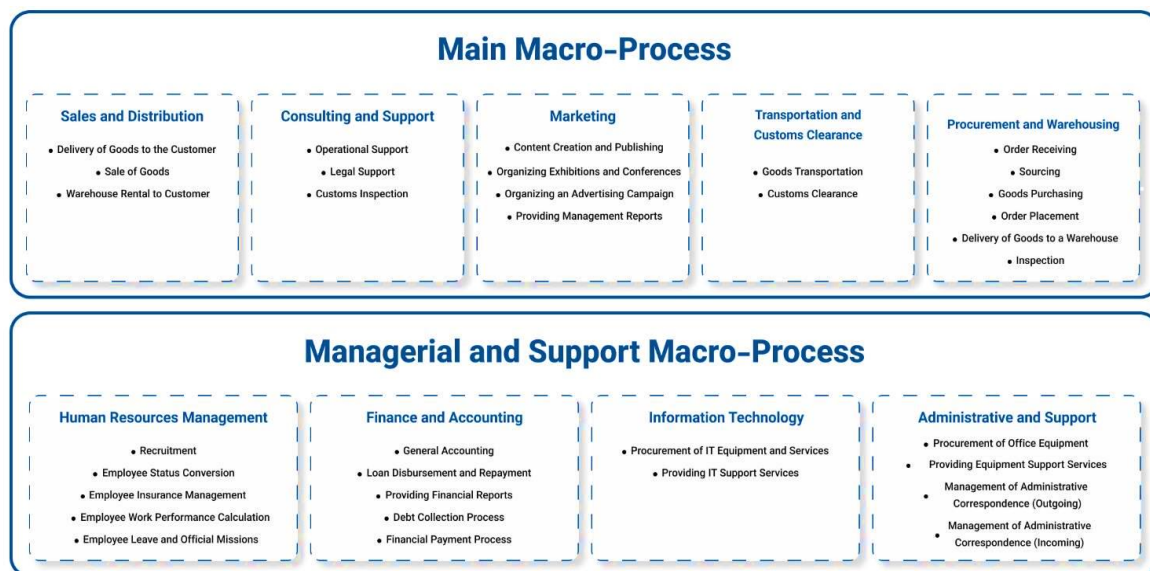 Main Macro-Process
Sales and Distribution
• Delivery of Goods to the Customer
• Sale of Goods
• Warehouse Rental to Customer
Consulting and Support
• Operational Support
• Legal Support
• Customs Inspection
Marketing
• Content Creation and Publishing
• Organizing Exhibitions and Conferences
• Organizing an Advertising Campaign
• Providing Management Reports
Transportation and
Customs Clearance
• Goods Transportation
• Customs Clearance
Procurement and Warehousing
• Order Receiving
• Sourcing
• Goods Purchasing
• Order Placement
• Delivery of Goods to a Warehouse
• Inspection
Managerial and Support Macro-Process
Human Resources Management
• Recruitment
• Employee Status Conversion
• Employee Insurance Management
• Employee Work Performance Calculation
• Employee Leave and Official Missions
Finance and Accounting
• General Accounting
• Loan Disbursement and Repayment
• Providing Financial Reports
• Debt Collection Process
• Financial Payment Process
Information Technology
• Procurement of IT Equipment and Services
• Providing IT Support Services
Administrative and Support
• Procurement of Office Equipment
• Providing Equipment Support Services
• Management of Administrative
Correspondence (Outgoing)
• Management of Administrative
Correspondence (Incoming)